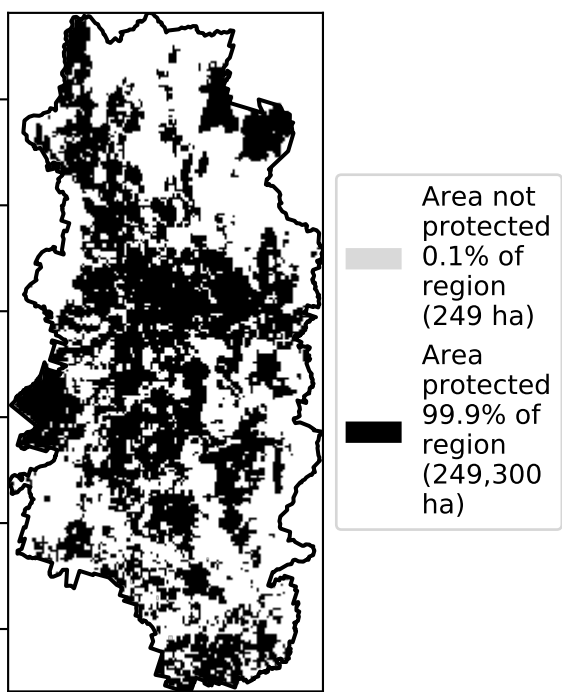 Area not
protected
0.1% of
region
(249 ha)
Area
protected
99.9% of
region
(249,300
ha)